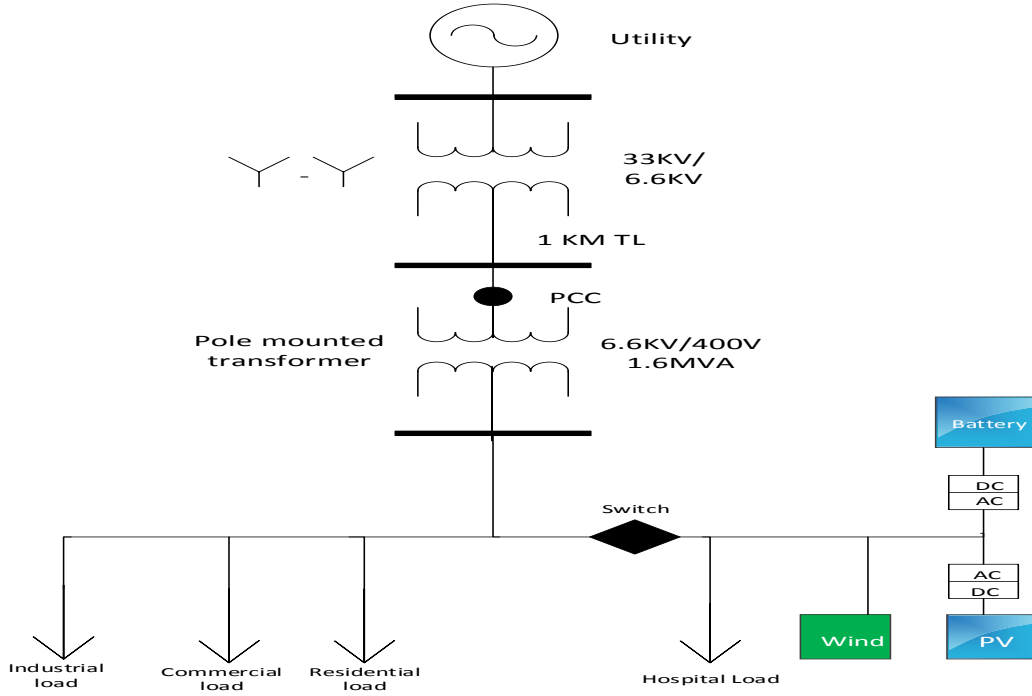 Utility
33KV/
6.6KV
-
1 KM TL
PCC
Pole mounted
transformer
6.6KV/400V
1.6MVA
Battery
DC
AC
Switch
AC
DC
Wind
PV
Industrial
load
Commercial
load
Residential
load
Hospital Load